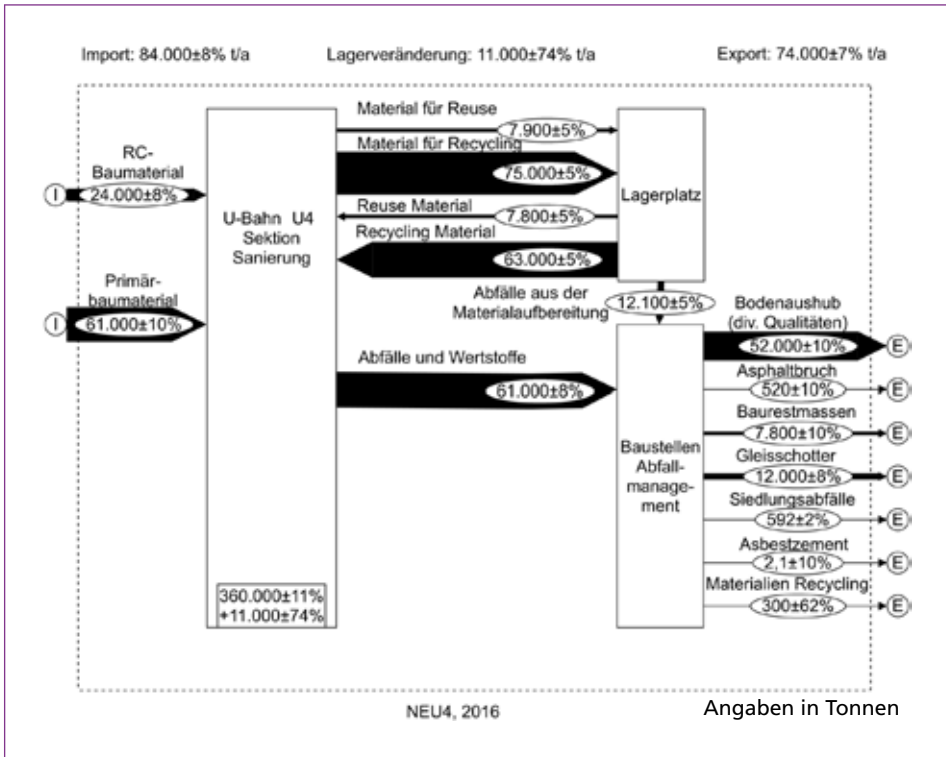 Import: 84.000±8% t/a
Lagerveränderung: 11.000±74% t/a
Export: 74.000±7% t/a
RC-
Baumaterial
I
24.000±8%
Primär-
baumaterial
I
61.000±10%
U-Bahn U4
Sektion
Sanierung
360.000±11%
+11.000±74%
Material für Reuse
7.900±5%
Material für Recycling
75.000±5%
Reuse Material
7.800±5%
Recycling Material
63.000±5%
Lagerplatz
Abfälle aus der
Materialaufbereitung
12.100±5%
Abfälle und Wertstoffe
61.000±8%
Baustellen
Abfall-
manage-
ment
Bodenaushub
(div. Qualitäten)
52.000±10%
E
Asphaltbruch
520±10%
E
Baurestmassen
7.800±10%
E
Gleisschotter
12.000±8%
E
Siedlungsabfälle
592±2%
E
Asbestzement
2,1±10%
E
Materialien Recycling
300±62%
E
NEU4, 2016
Angaben in Tonnen